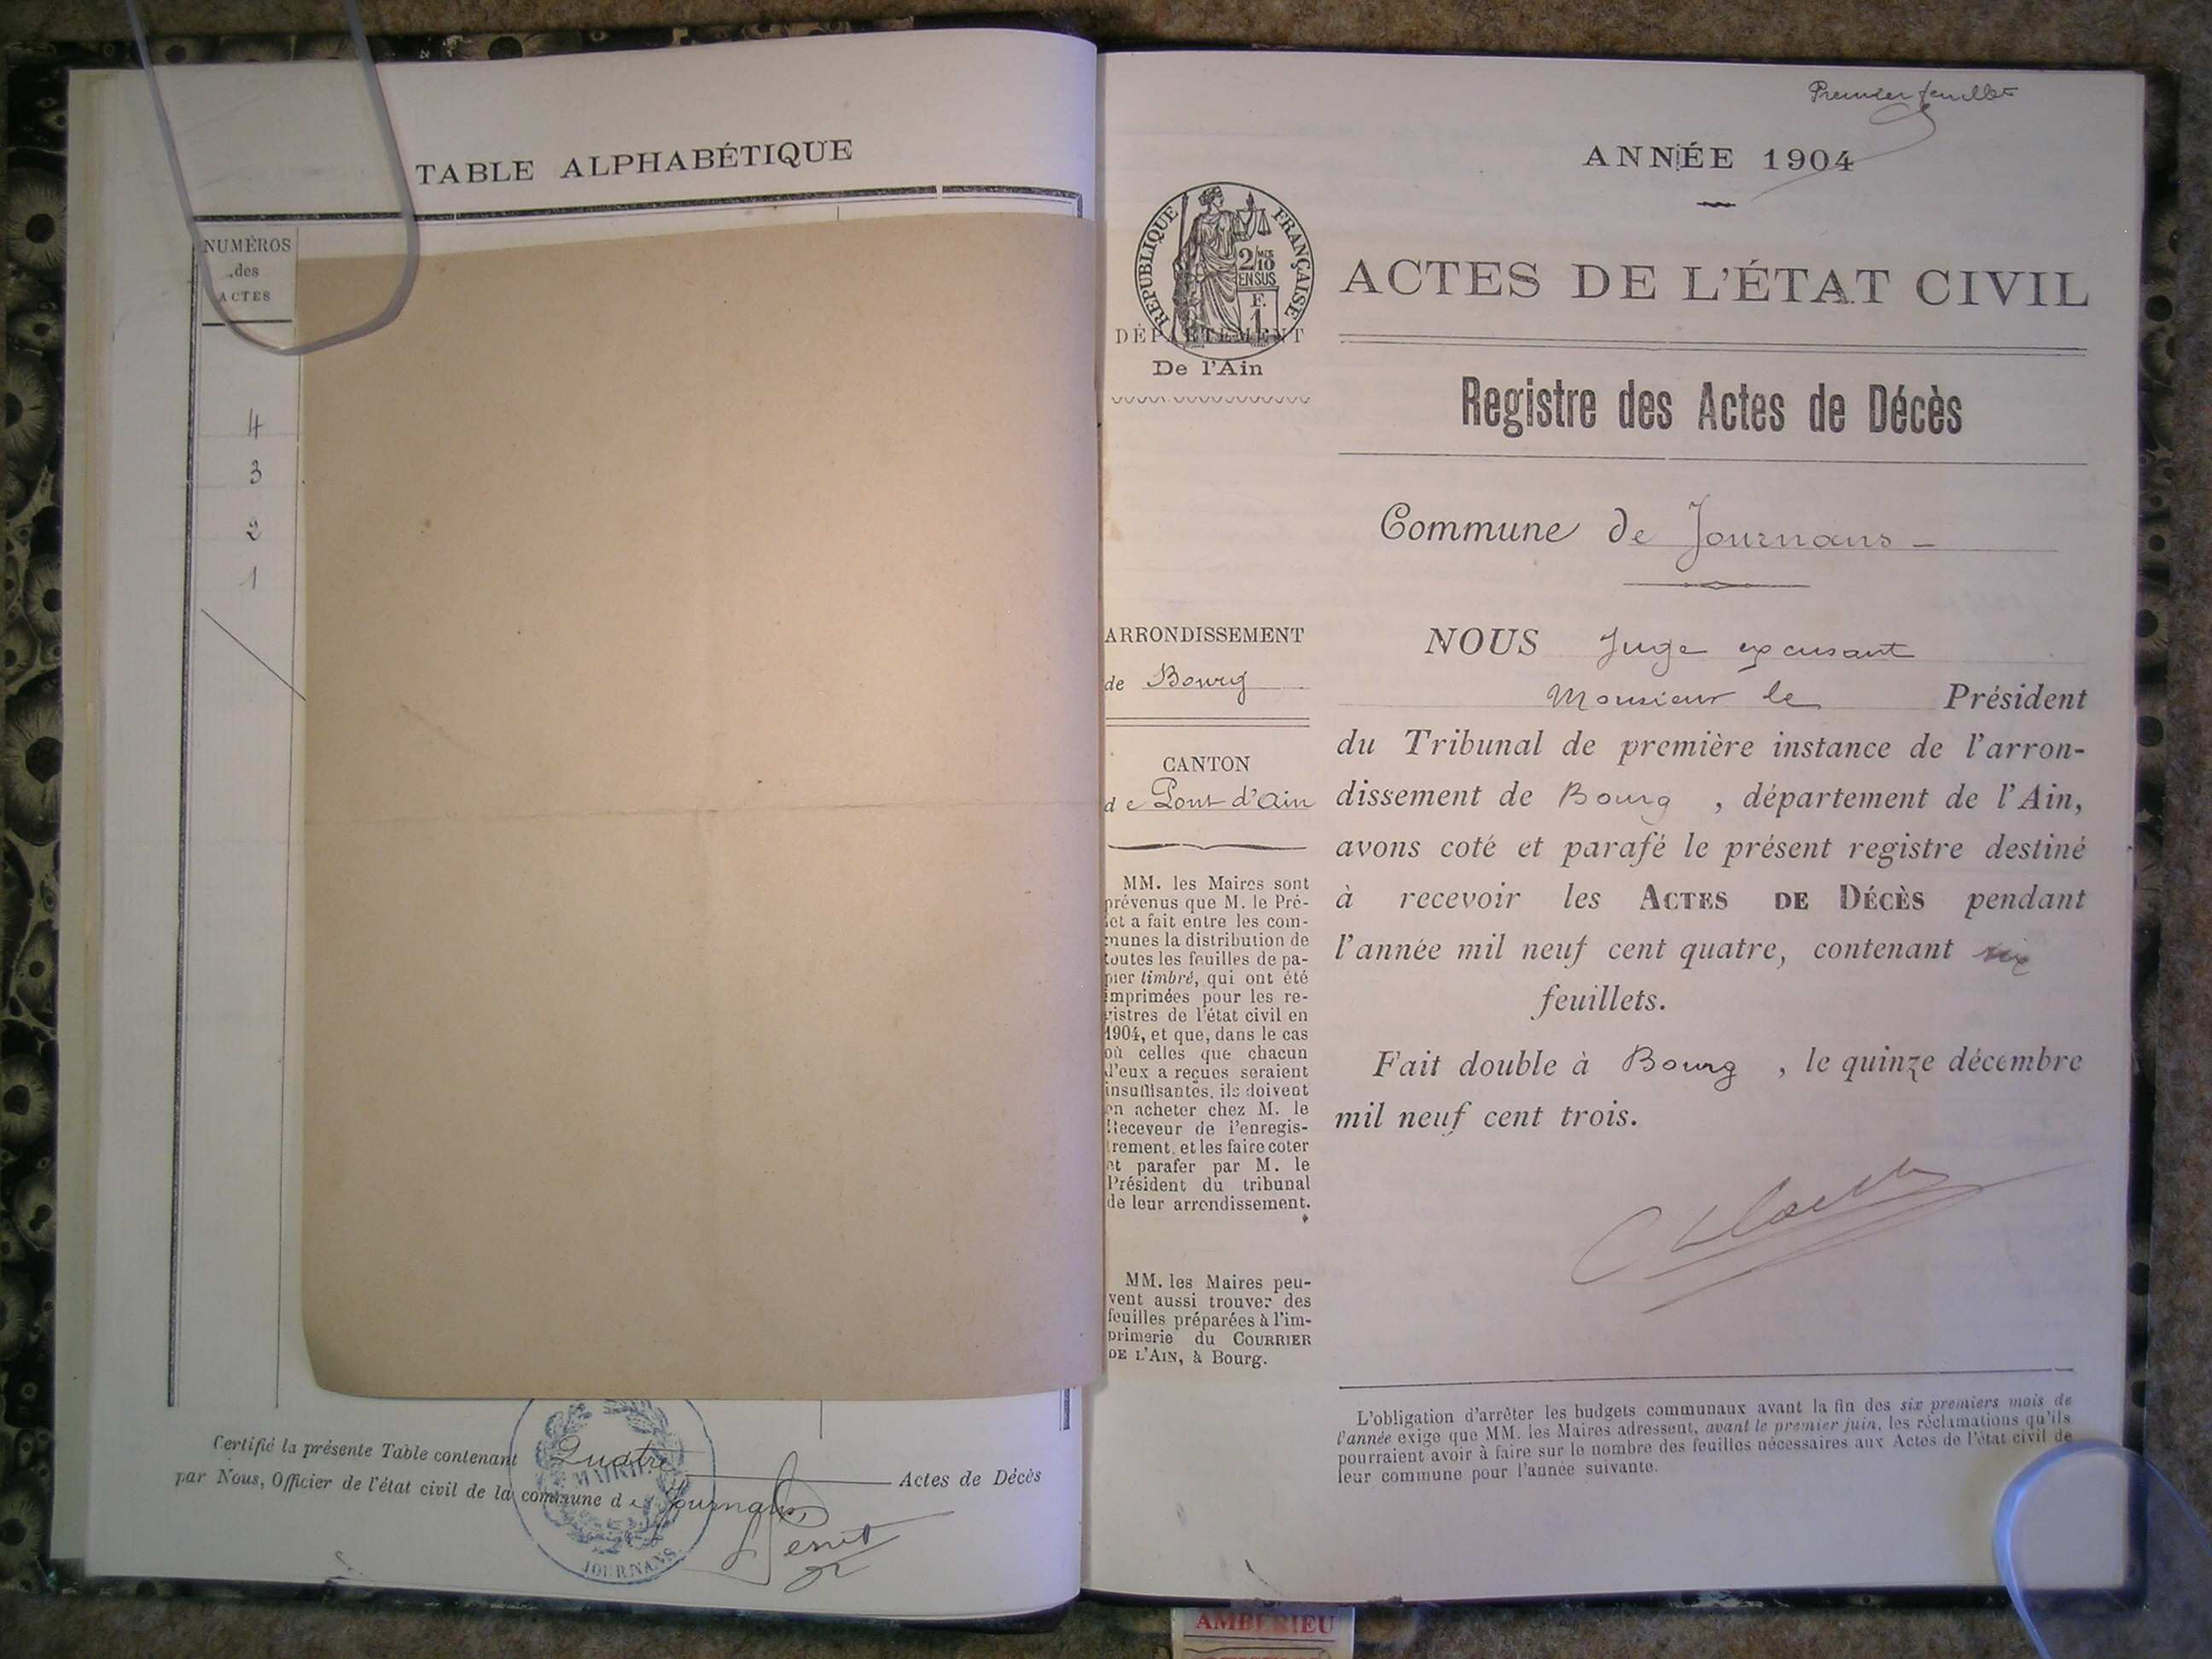 TABLE ALPHABÉTIQUE
NUMÉROS
des
ACTES
4
3
2
1
Certifié la présente Table contenant Quatre Actes de Décès
par Nous, Officier de l'état civil de la commune de Journans
MAIRIE
JOURNANS
Premier feuillet
ANNÉE 1904
RÉPUBLIQUE FRANÇAISE
2/10 MES
EN SUS
F.
1
DÉPARTEMENT
De l'Ain
ACTES DE L'ÉTAT CIVIL
Registre des Actes de Décès
Commune de Journans –
ARRONDISSEMENT
de Bourg
CANTON
de Pont d'Ain
MM. les Maires sont
prévenus que M. le Pré-
fet a fait entre les com-
munes la distribution de
toutes les feuilles de pa-
pier timbré, qui ont été
imprimées pour les re-
gistres de l'état civil en
1904, et que, dans le cas
où celles que chacun
d'eux a reçues seraient
insuffisantes, ils doivent
en acheter chez M. le
Receveur de l'enregis-
trement, et les faire coter
et parafer par M. le
Président du tribunal
de leur arrondissement.
MM. les Maires peu-
vent aussi trouver des
feuilles préparées à l'im-
primerie du COURRIER
DE L'AIN, à Bourg.
NOUS Juge excusant
Monsieur le Président
du Tribunal de première instance de l'arron-
dissement de Bourg , département de l'Ain,
avons coté et parafé le présent registre destiné
à recevoir les ACTES DE DÉCÈS pendant
l'année mil neuf cent quatre, contenant six
feuillets.
Fait double à Bourg , le quinze décembre
mil neuf cent trois.
L'obligation d'arrêter les budgets communaux avant la fin des six premiers mois de
l'année exige que MM. les Maires adressent, avant le premier juin, les réclamations qu'ils
pourraient avoir à faire sur le nombre des feuilles nécessaires aux Actes de l'état civil de
leur commune pour l'année suivante.
AMBERIEU